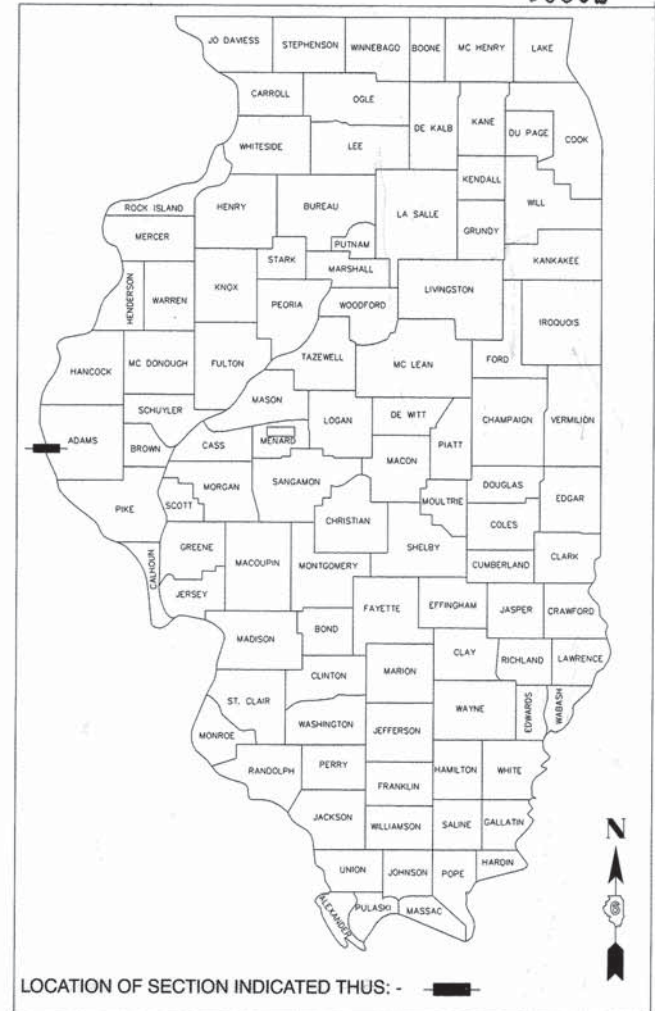 JO DAVIESS STEPHENSON WINNEBAGO BOONE MC HENRY LAKE
CARROLL OGLE DE KALB KANE DU PAGE COOK
WHITESIDE LEE
KENDALL WILL
ROCK ISLAND HENRY BUREAU LA SALLE GRUNDY
MERCER PUTNAM
STARK MARSHALL KANKAKEE
HENDERSON WARREN KNOX PEORIA WOODFORD LIVINGSTON IROQUOIS
HANCOCK MC DONOUGH FULTON TAZEWELL MC LEAN FORD
MASON
SCHUYLER LOGAN DE WITT CHAMPAIGN VERMILION
ADAMS BROWN CASS MENARD PIATT
MACON
MORGAN SANGAMON DOUGLAS EDGAR
PIKE SCOTT CHRISTIAN MOULTRIE COLES
GREENE MACOUPIN MONTGOMERY SHELBY CUMBERLAND CLARK
CALHOUN JERSEY
FAYETTE EFFINGHAM JASPER CRAWFORD
MADISON BOND
CLAY RICHLAND LAWRENCE
CLINTON MARION
ST. CLAIR WAYNE EDWARDS WABASH
WASHINGTON JEFFERSON
MONROE
RANDOLPH PERRY HAMILTON WHITE
FRANKLIN
JACKSON WILLIAMSON SALINE GALLATIN
N
UNION JOHNSON POPE HARDIN
ALEXANDER PULASKI MASSAC
LOCATION OF SECTION INDICATED THUS: -